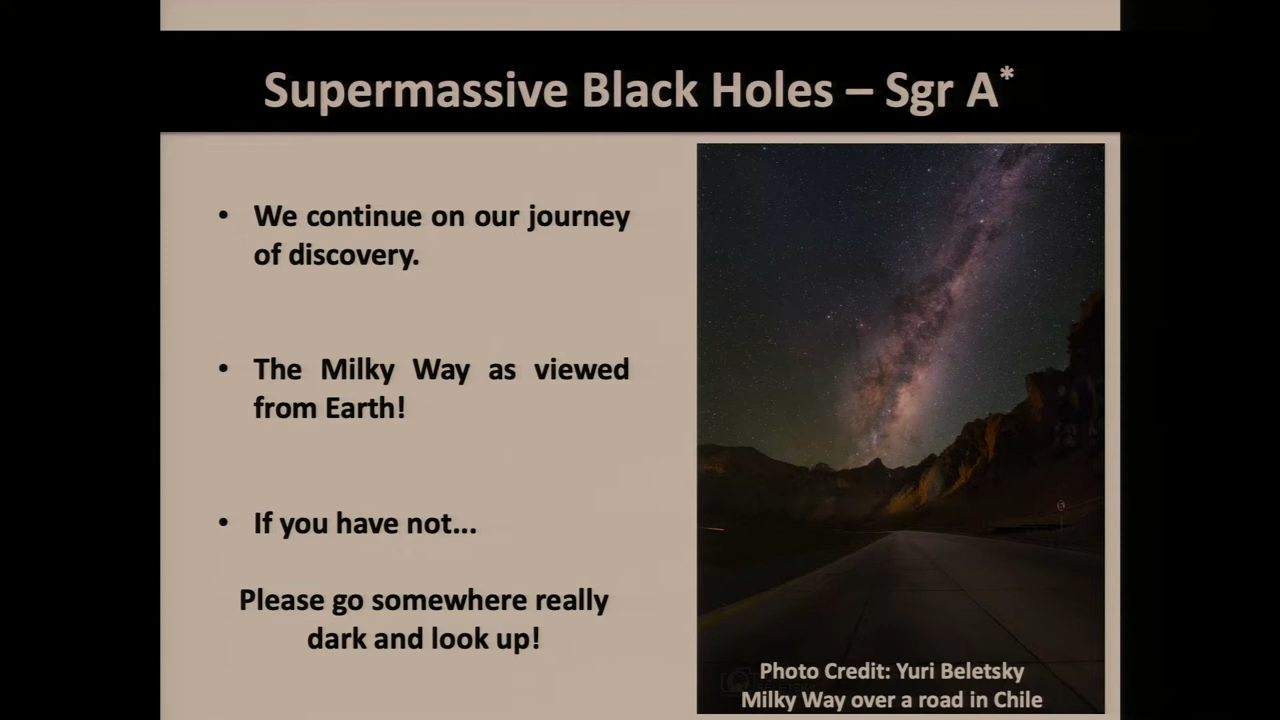 Supermassive Black Holes – Sgr A*
• We continue on our journey
of discovery.
• The Milky Way as viewed
from Earth!
• If you have not...
Please go somewhere really
dark and look up!
Photo Credit: Yuri Beletsky
Milky Way over a road in Chile